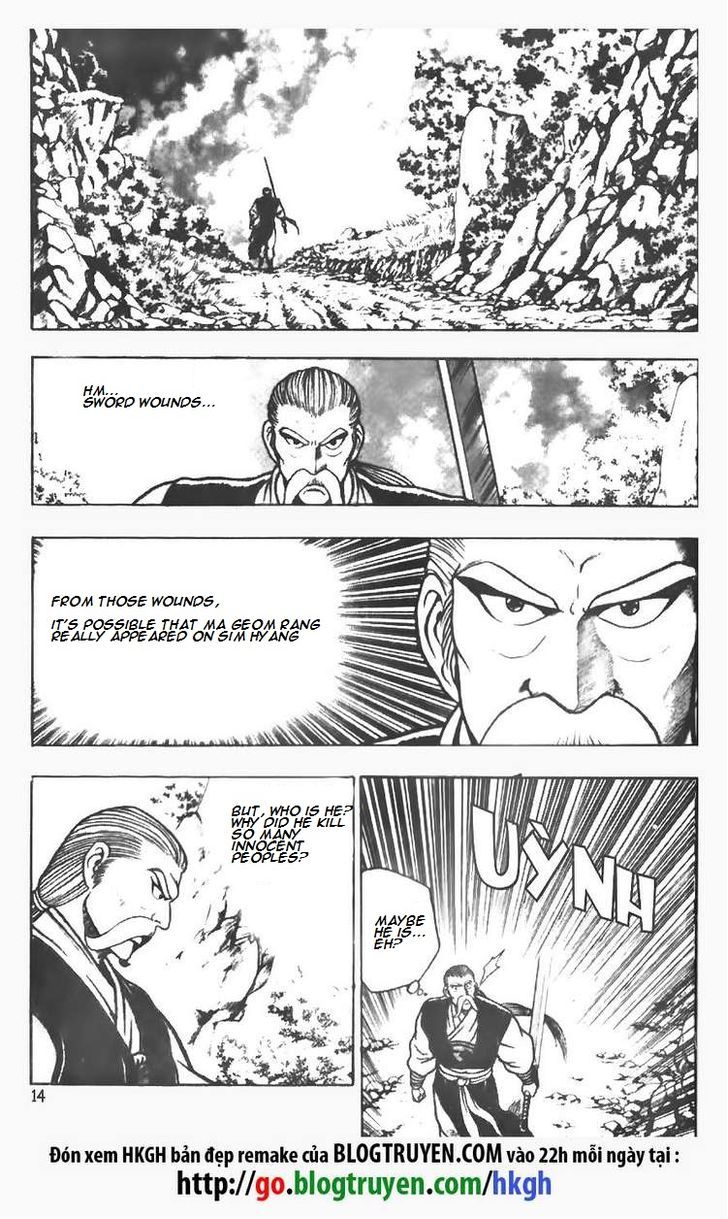 HM...
SWORD WOUNDS...
FROM THOSE WOUNDS,
IT'S POSSIBLE THAT MA GEOM RANG
REALLY APPEARED ON SIM HYANG
BUT, WHO IS HE?
WHY DID HE KILL
SO MANY
INNOCENT
PEOPLES?
UỲNH
MAYBE
HE IS...
EH?
14
Đón xem HKGH bản đẹp remake của BLOGTRUYEN.COM vào 22h mỗi ngày tại :
http://go.blogtruyen.com/hkgh